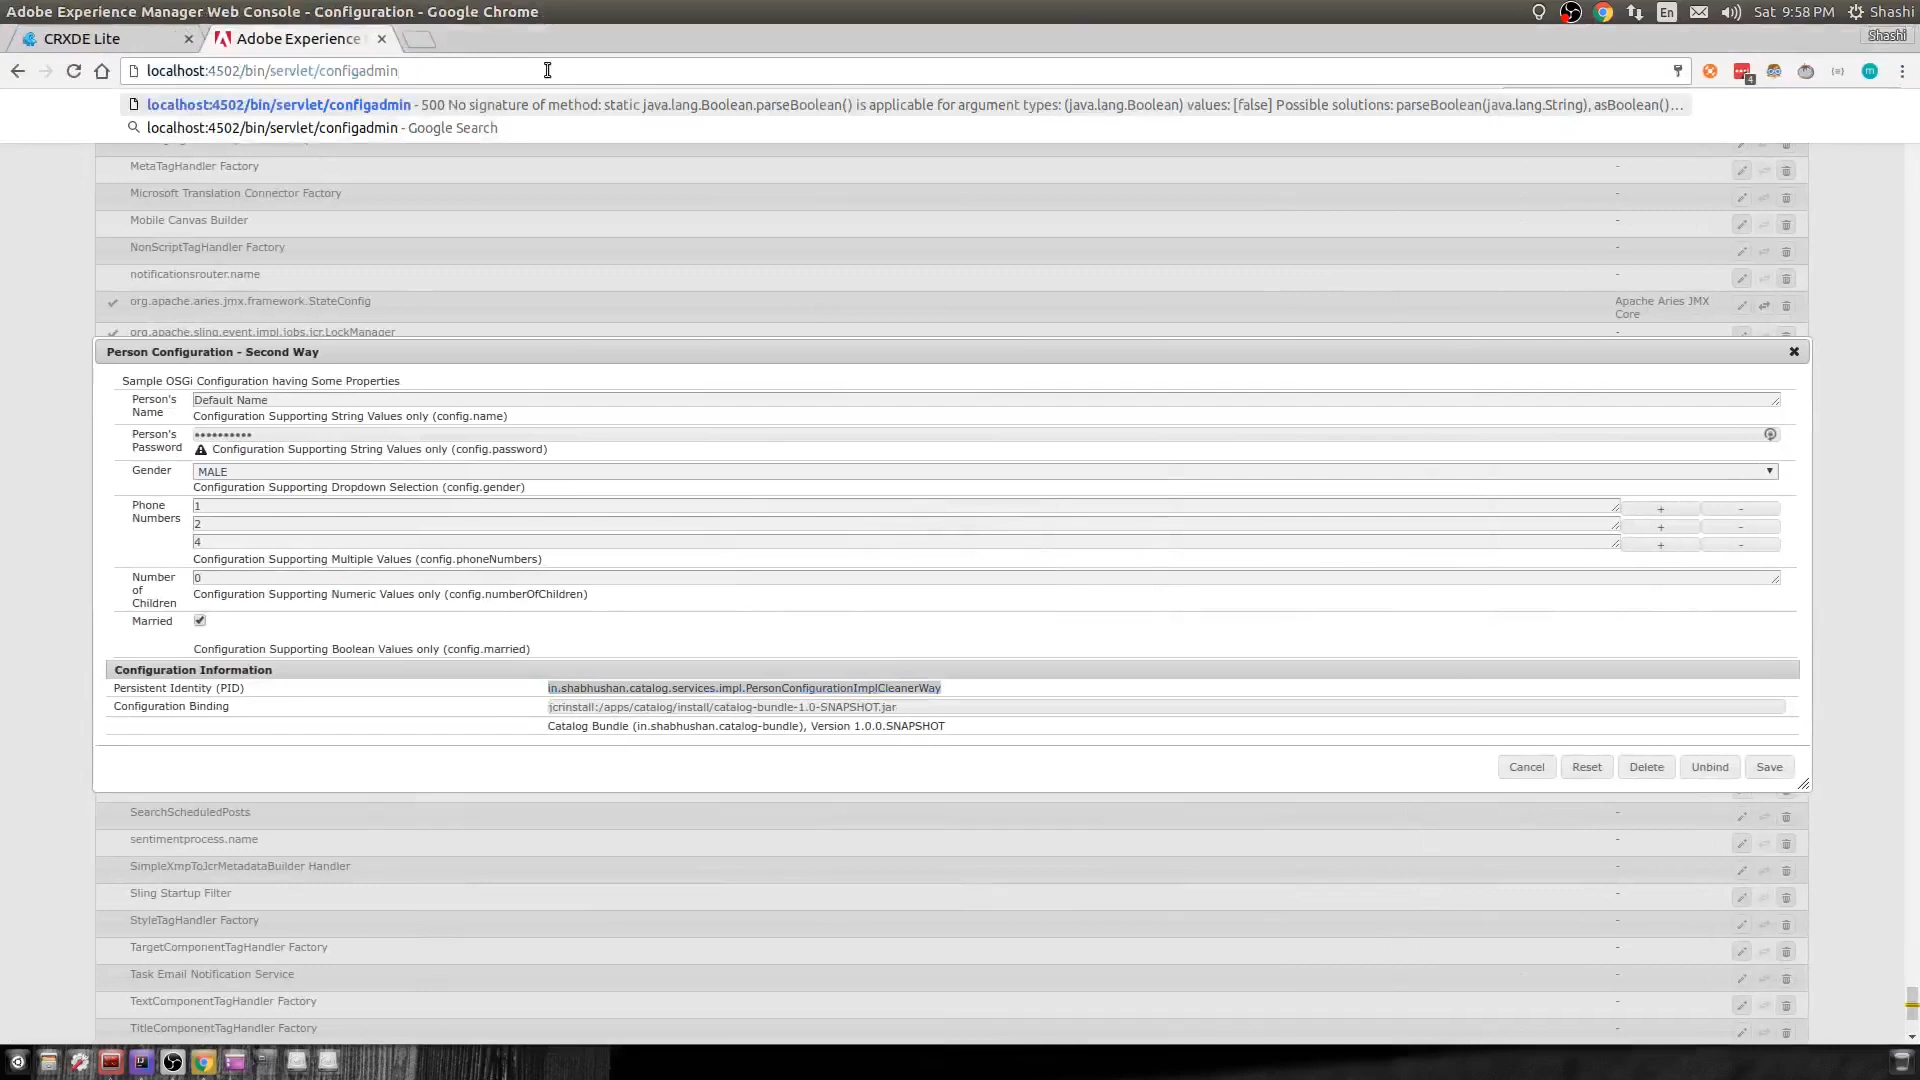 Adobe Experience Manager Web Console - Configuration - Google Chrome
En Sat 9:58 PM Shashi
CRXDE Lite
Adobe Experience
Shashi
localhost:4502/bin/servlet/configadmin
4
m
localhost:4502/bin/servlet/configadmin - 500 No signature of method: static java.lang.Boolean.parseBoolean() is applicable for argument types: (java.lang.Boolean) values: [false] Possible solutions: parseBoolean(java.lang.String), asBoolean()...
localhost:4502/bin/servlet/configadmin - Google Search
MetaTagHandler Factory -
Microsoft Translation Connector Factory -
Mobile Canvas Builder -
NonScriptTagHandler Factory -
notificationsrouter.name -
org.apache.aries.jmx.framework.StateConfig Apache Aries JMX
Core
org.apache.sling.event.impl.jobs.jcr.LockManager -
Person Configuration - Second Way
Sample OSGi Configuration having Some Properties
Person's
Name
Default Name
Configuration Supporting String Values only (config.name)
Person's
Password
••••••••••
Configuration Supporting String Values only (config.password)
Gender
MALE
Configuration Supporting Dropdown Selection (config.gender)
Phone
Numbers
1 + -
2 + -
4 + -
Configuration Supporting Multiple Values (config.phoneNumbers)
Number
of
Children
0
Configuration Supporting Numeric Values only (config.numberOfChildren)
Married
Configuration Supporting Boolean Values only (config.married)
Configuration Information
Persistent Identity (PID) in.shabhushan.catalog.services.impl.PersonConfigurationImplCleanerWay
Configuration Binding jcrinstall:/apps/catalog/install/catalog-bundle-1.0-SNAPSHOT.jar
Catalog Bundle (in.shabhushan.catalog-bundle), Version 1.0.0.SNAPSHOT
Cancel Reset Delete Unbind Save
SearchScheduledPosts -
sentimentprocess.name -
SimpleXmpToJcrMetadataBuilder Handler -
Sling Startup Filter -
StyleTagHandler Factory -
TargetComponentTagHandler Factory -
Task Email Notification Service -
TextComponentTagHandler Factory -
TitleComponentTagHandler Factory -